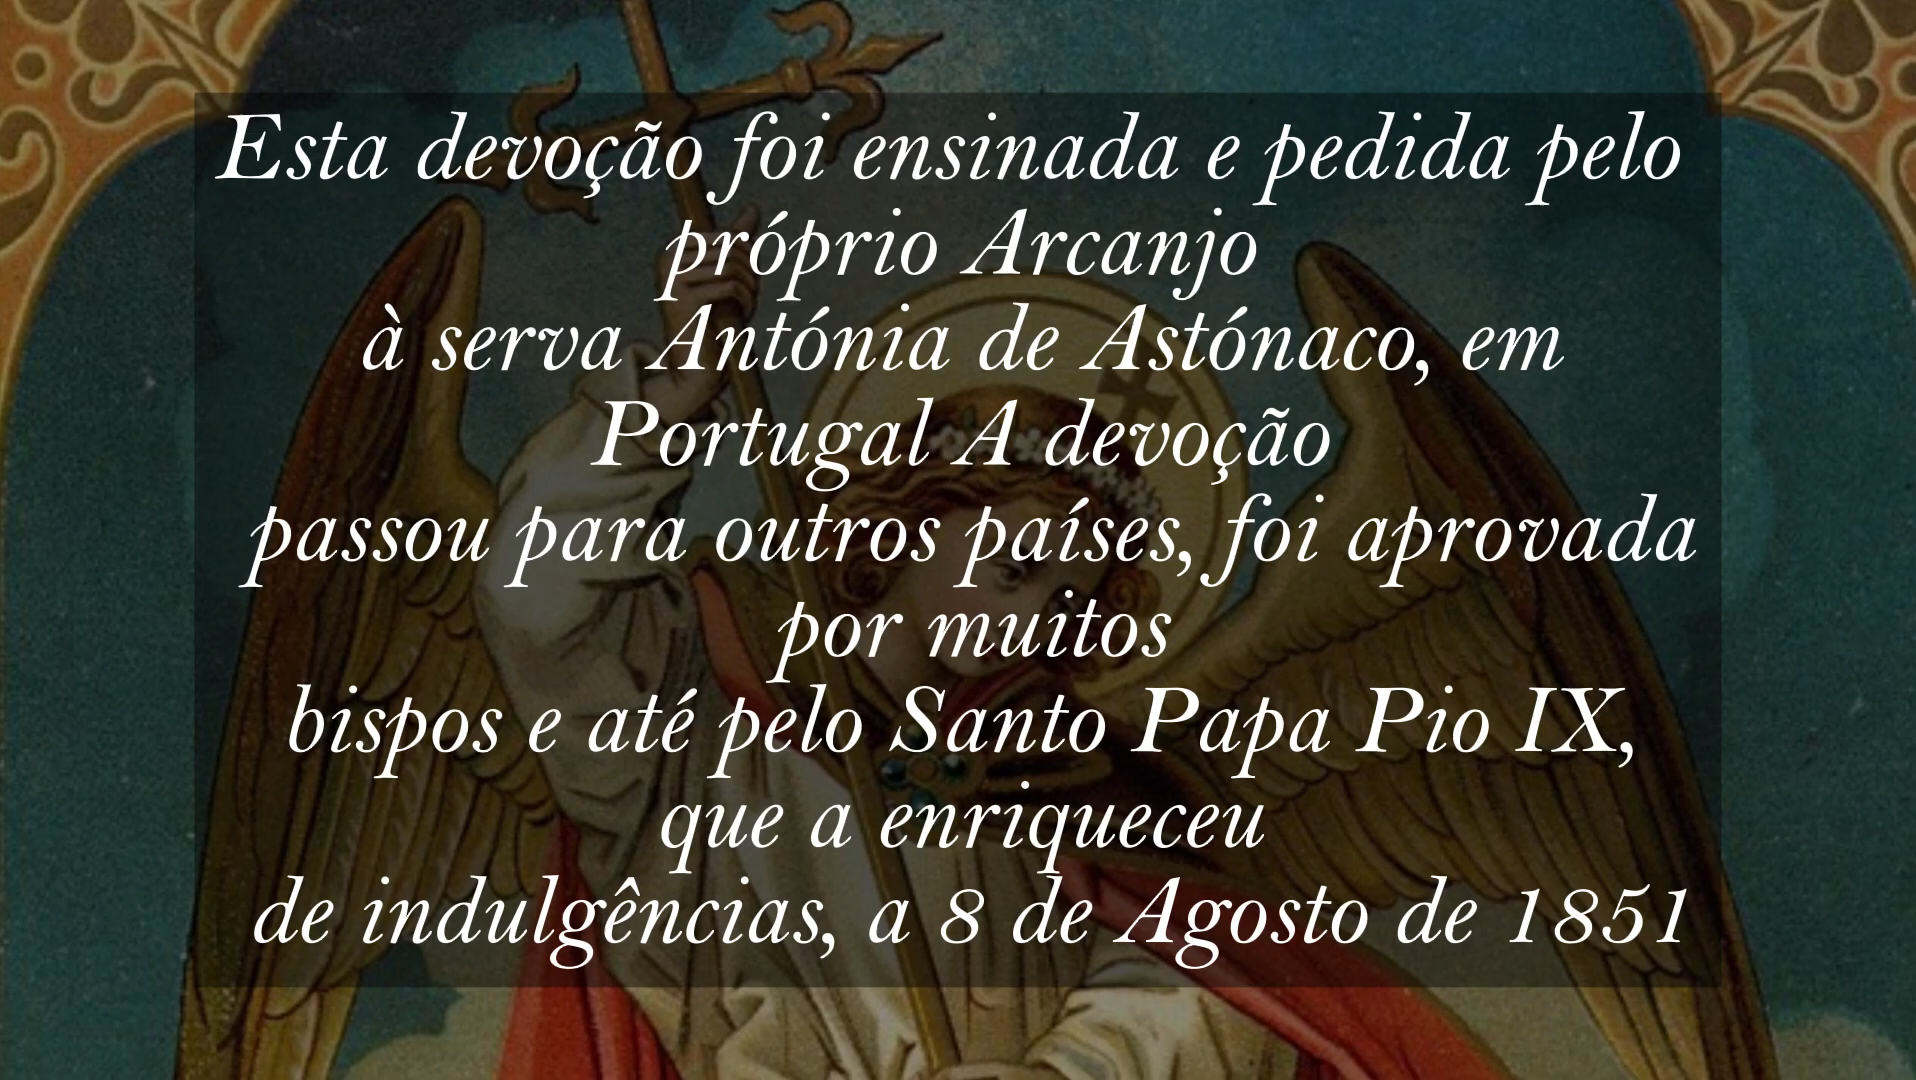 Esta devoção foi ensinada e pedida pelo
próprio Arcanjo
à serva Antónia de Astónaco, em
Portugal A devoção
passou para outros países, foi aprovada
por muitos
bispos e até pelo Santo Papa Pio IX,
que a enriqueceu
de indulgências, a 8 de Agosto de 1851